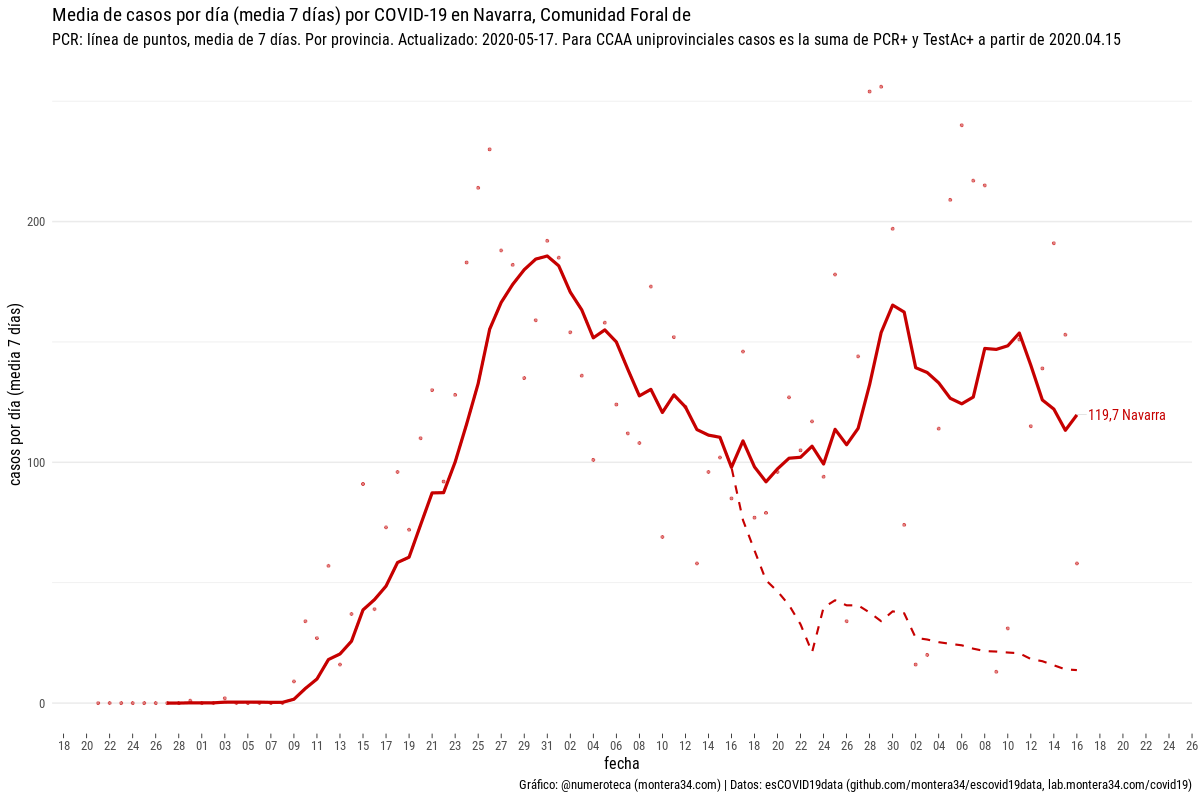 Media de casos por día (media 7 días) por COVID-19 en Navarra, Comunidad Foral de
PCR: línea de puntos, media de 7 días. Por provincia. Actualizado: 2020-05-17. Para CCAA uniprovinciales casos es la suma de PCR+ y TestAc+ a partir de 2020.04.15
casos por día (media 7 días)
200
100
0
119,7 Navarra
18 20 22 24 26 28 01 03 05 07 09 11 13 15 17 19 21 23 25 27 29 31 02 04 06 08 10 12 14 16 18 20 22 24 26 28 30 02 04 06 08 10 12 14 16 18 20 22 24 26
fecha
Gráfico: @numeroteca (montera34.com) | Datos: esCOVID19data (github.com/montera34/escovid19data, lab.montera34.com/covid19)